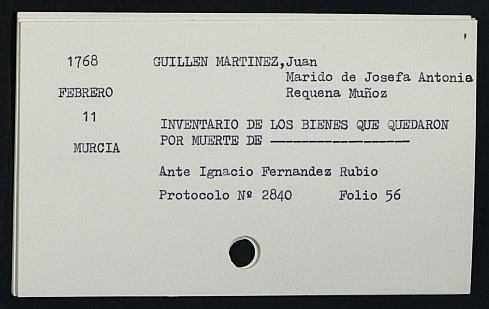 1768
GUILLEN MARTINEZ,Juan
Marido de Josefa Antonia
FEBRERO
Requena Muñoz
11
INVENTARIO DE LOS BIENES QUE QUEDARON
MURCIA
POR MUERTE DE ------------------
Ante Ignacio Fernandez Rubio
Protocolo Nº 2840 Folio 56